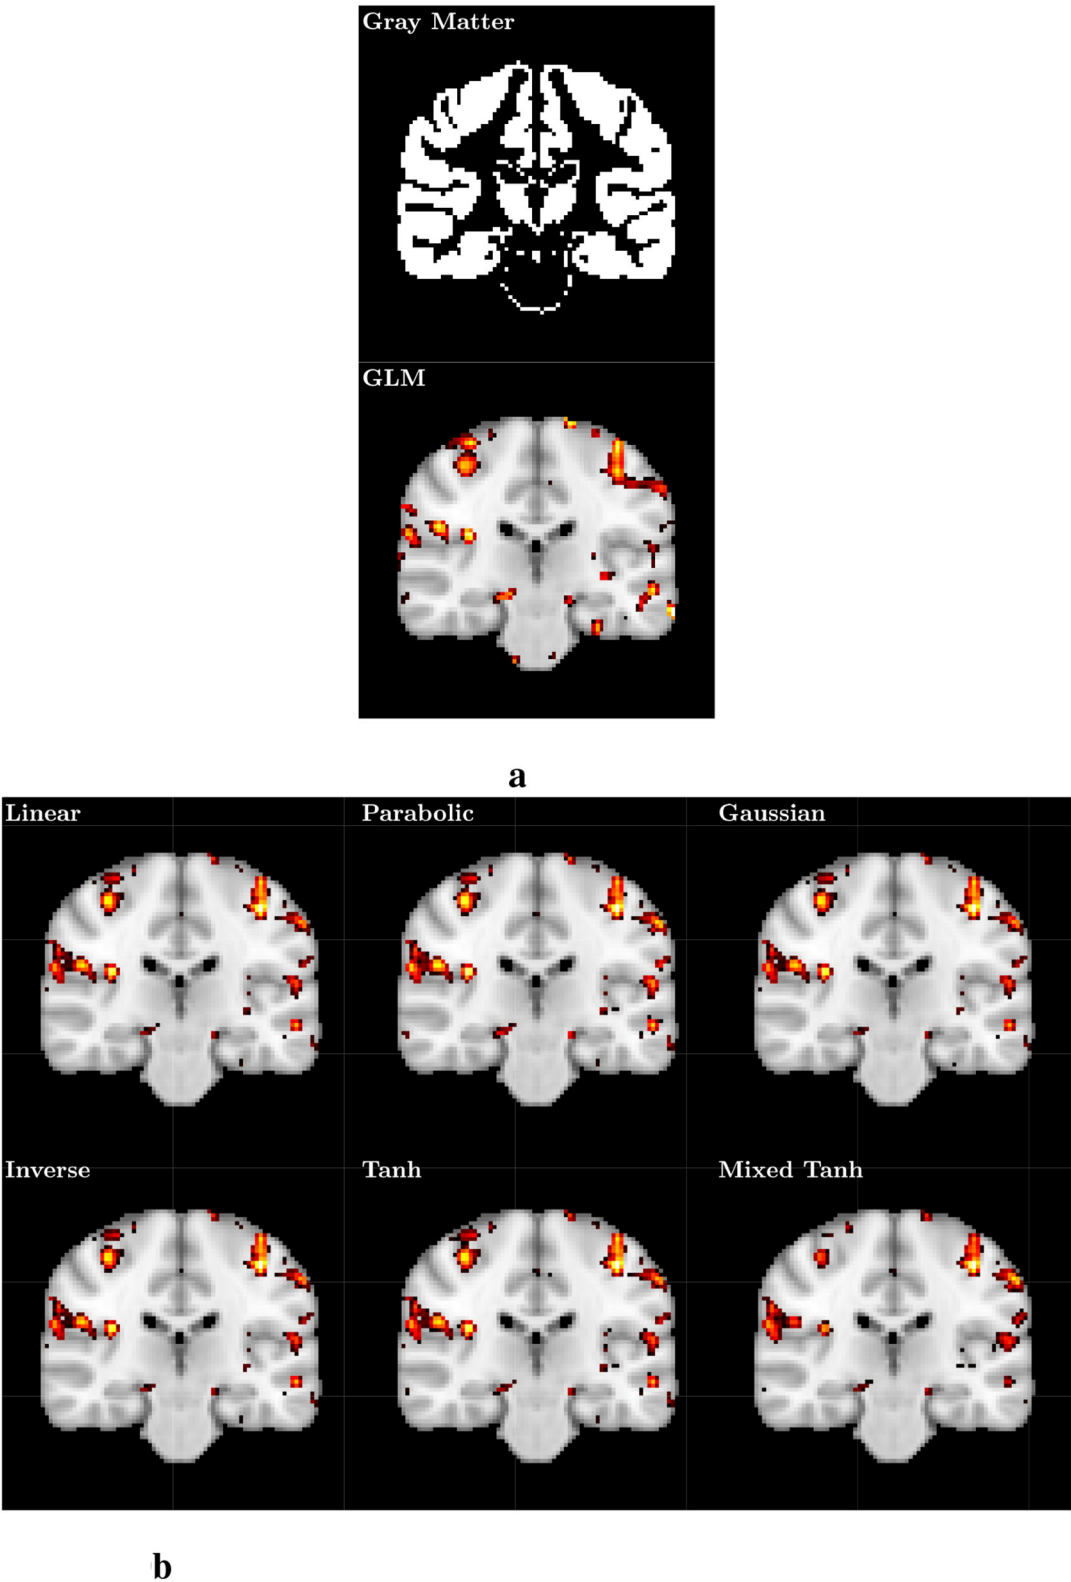 Gray Matter
GLM
a
Linear Parabolic Gaussian
Inverse Tanh Mixed Tanh
b